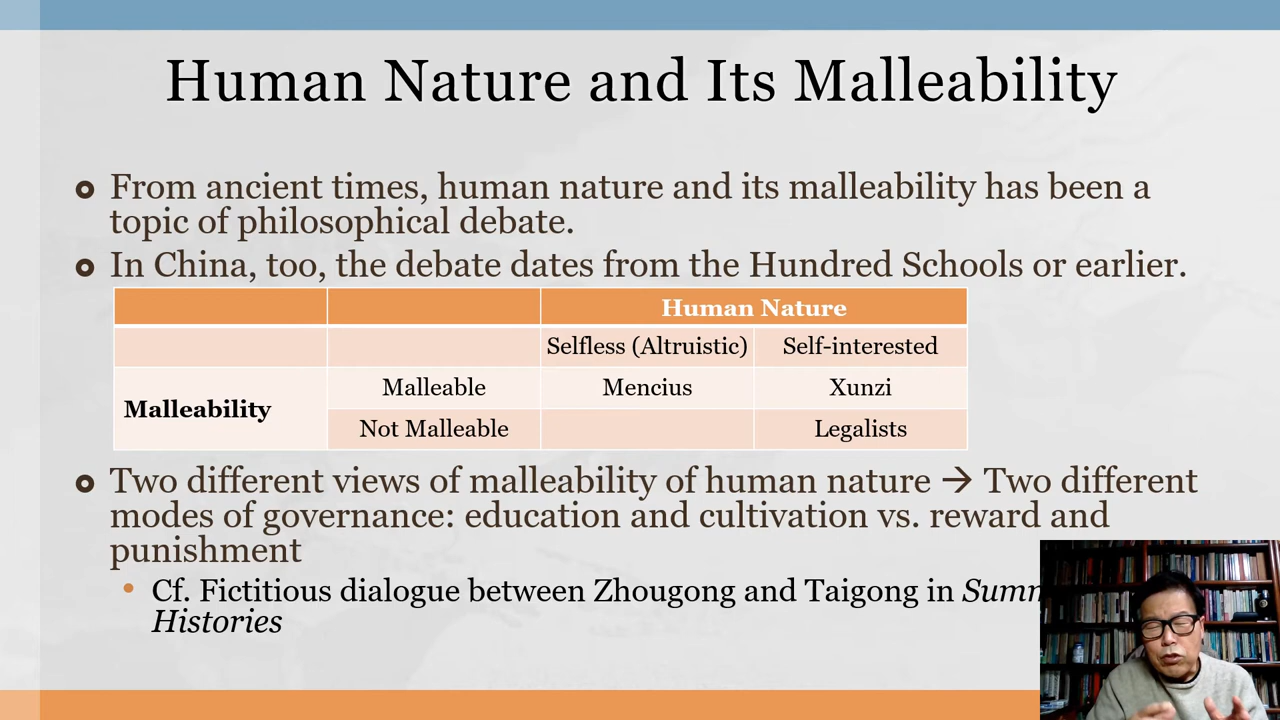 Human Nature and Its Malleability
From ancient times, human nature and its malleability has been a
topic of philosophical debate.
In China, too, the debate dates from the Hundred Schools or earlier.
Human Nature
Selfless (Altruistic) Self-interested
Malleability
Malleable Mencius Xunzi
Not Malleable Legalists
Two different views of malleability of human nature → Two different
modes of governance: education and cultivation vs. reward and
punishment
Cf. Fictitious dialogue between Zhougong and Taigong in
Histories